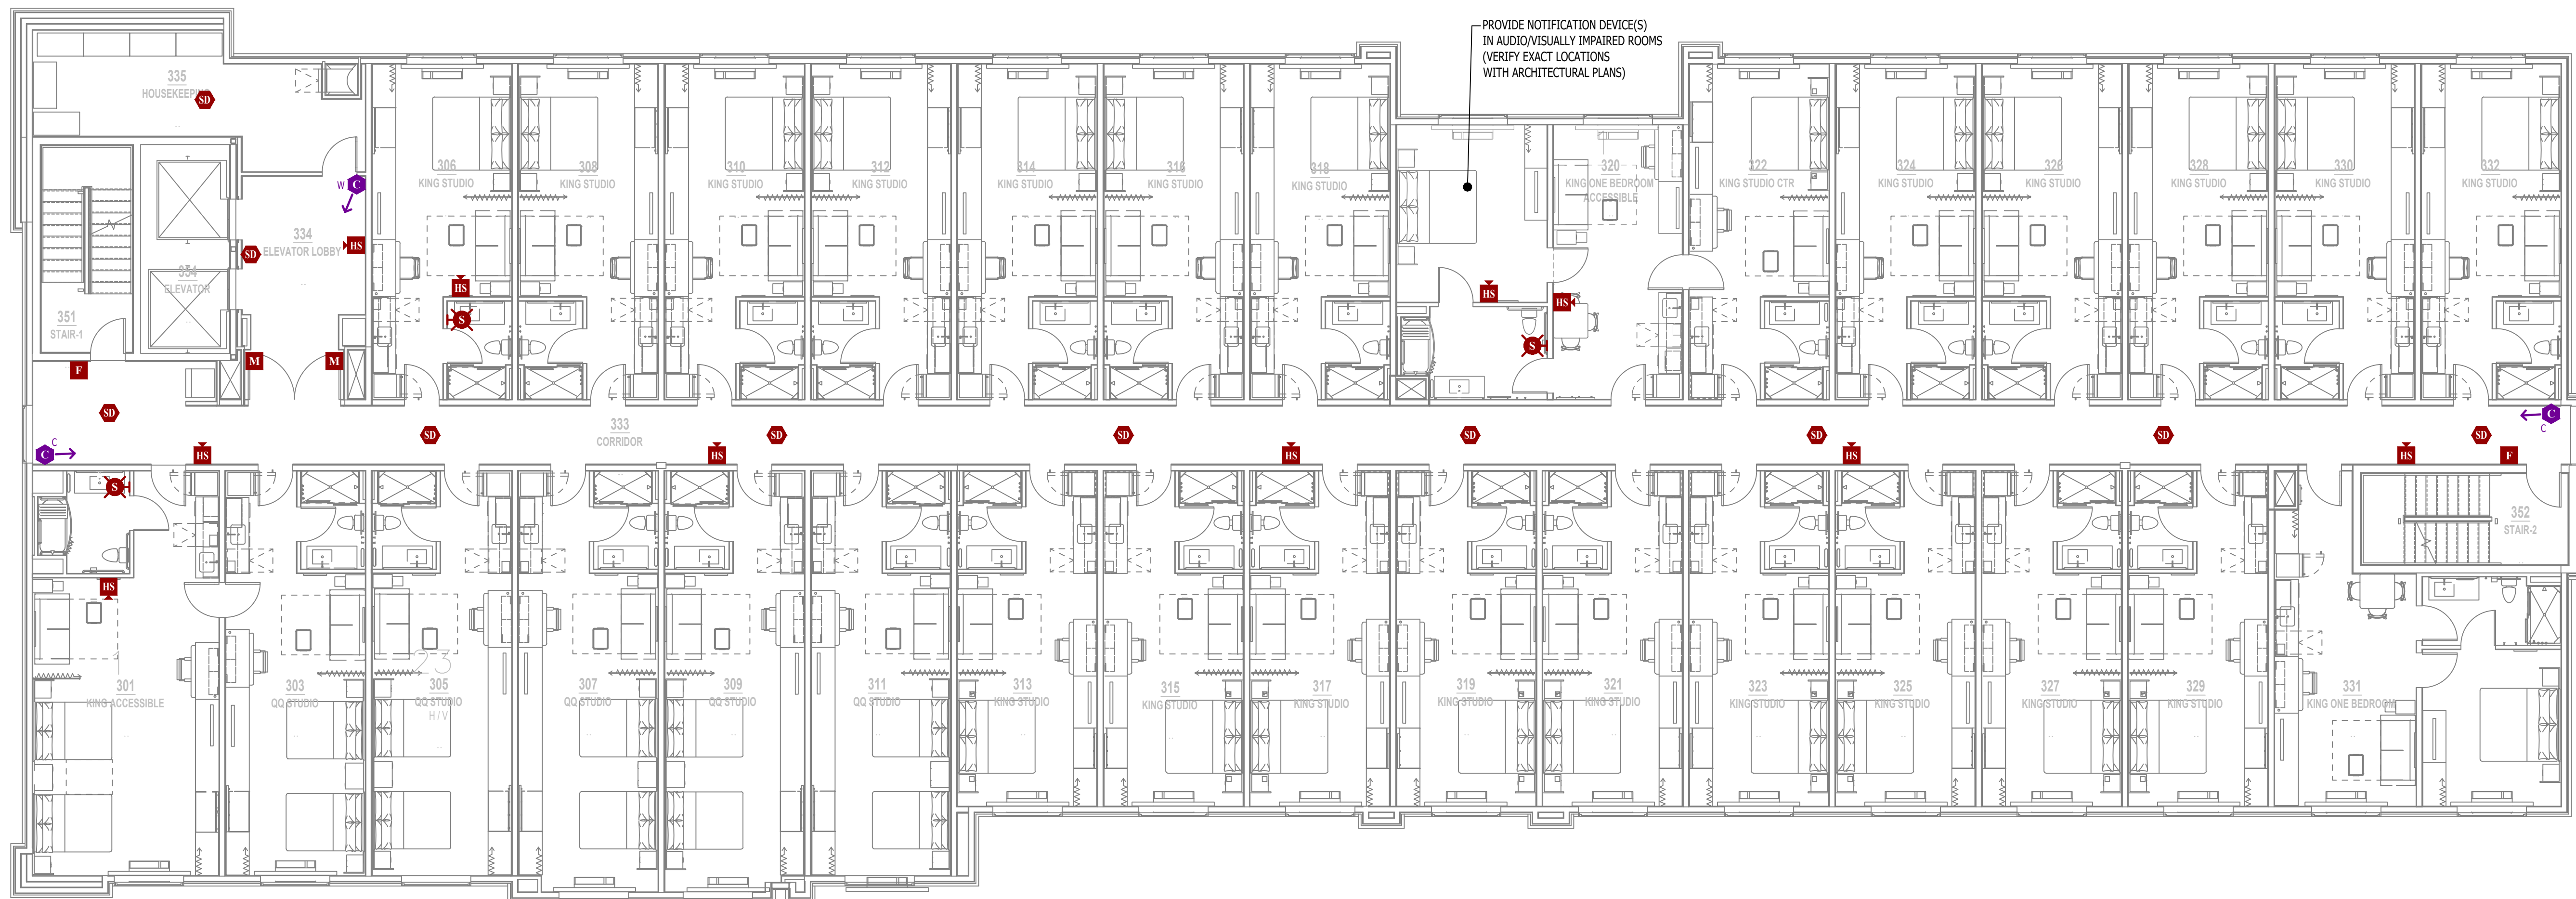 PROVIDE NOTIFICATION DEVICE(S)
IN AUDIO/VISUALLY IMPAIRED ROOMS
(VERIFY EXACT LOCATIONS
WITH ARCHITECTURAL PLANS)
335
HOUSEKEEPING
SD
306
KING STUDIO
308
KING STUDIO
310
KING STUDIO
312
KING STUDIO
314
KING STUDIO
316
KING STUDIO
318
KING STUDIO
320
KING ONE BEDROOM
ACCESSIBLE
322
KING STUDIO CTR
324
KING STUDIO
326
KING STUDIO
328
KING STUDIO
330
KING STUDIO
332
KING STUDIO
W C
334
ELEVATOR LOBBY
HS
SD
354
ELEVATOR
351
STAIR-1
HS
S
HS
HS
S
F
M
M
SD
333
CORRIDOR
SD
SD
SD
SD
SD
SD
SD
C
C
C
C
HS
HS
HS
HS
HS
F
S
HS
352
STAIR-2
23
301
KING ACCESSIBLE
303
QQ STUDIO
305
QQ STUDIO
H / V
307
QQ STUDIO
309
QQ STUDIO
311
QQ STUDIO
313
KING STUDIO
315
KING STUDIO
317
KING STUDIO
319
KING STUDIO
321
KING STUDIO
323
KING STUDIO
325
KING STUDIO
327
KING STUDIO
329
KING STUDIO
331
KING ONE BEDROOM